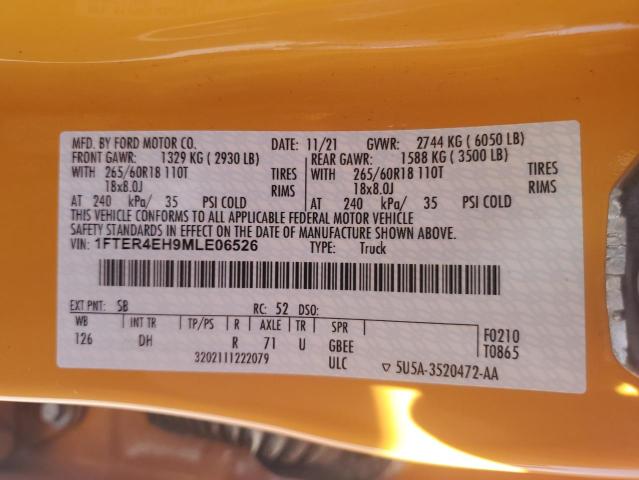 MFD. BY FORD MOTOR CO. DATE: 11/21 GVWR: 2744 KG ( 6050 LB)
FRONT GAWR: 1329 KG ( 2930 LB) REAR GAWR: 1588 KG ( 3500 LB)
WITH 265/60R18 110T TIRES WITH 265/60R18 110T TIRES
18x8.0J RIMS 18x8.0J RIMS
AT 240 kPa/ 35 PSI COLD AT 240 kPa/ 35 PSI COLD
THIS VEHICLE CONFORMS TO ALL APPLICABLE FEDERAL MOTOR VEHICLE
SAFETY STANDARDS IN EFFECT ON THE DATE OF MANUFACTURE SHOWN ABOVE.
VIN: 1FTER4EH9MLE06526 TYPE: Truck
EXT PNT: SB RC: 52 DSO:
WB INT TR TP/PS R AXLE TR SPR F0210
126 DH R 71 U GBEE T0865
3202111222079 ULC ▽ 5U5A-3520472-AA